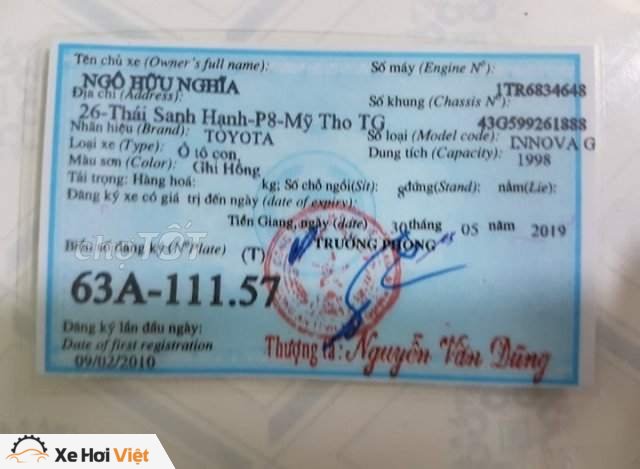 Tên chủ xe (Owner's full name):
NGÔ HỮU NGHĨA
Số máy (Engine Nº):
1TR6834648
Địa chỉ (Address):
26-Thái Sanh Hạnh-P8-Mỹ Tho TG
Số khung (Chassis Nº):
43G599261888
Nhãn hiệu (Brand): TOYOTA
Số loại (Model code): INNOVA G
Loại xe (Type): Ô tô con
Dung tích (Capacity): 1998
Màu sơn (Color): Ghi Hồng
Tải trọng: Hàng hoá: kg; Số chỗ ngồi(Sit): đứng(Stand): nằm(Lie):
Đăng ký xe có giá trị đến ngày (date of expiry):
Tiền Giang, ngày (date) 30 tháng 05 năm 2019
Biển số đăng ký (Nº Plate) (T)
TRƯỞNG PHÒNG
chợTỐT
63A-111.57
Đăng ký lần đầu ngày:
Date of first registration
09/02/2010
Thượng tá: Nguyễn Văn Dũng
Xe Hơi Việt